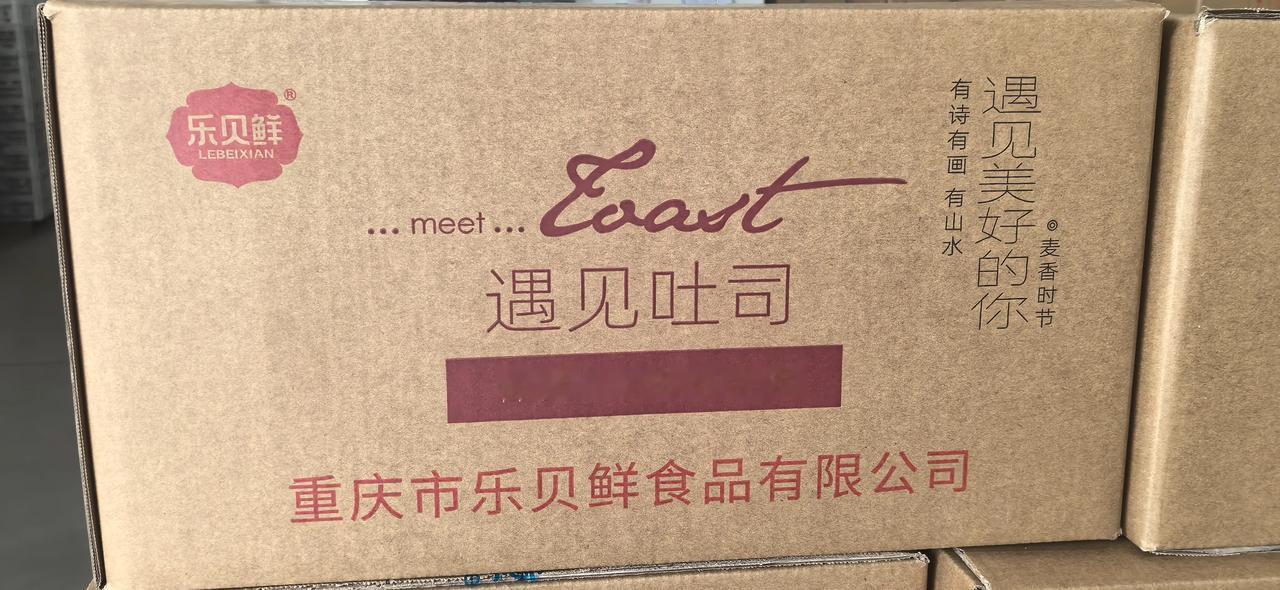 乐贝鲜®
LEBEIXIAN
...meet...Toast
遇见吐司
重庆市乐贝鲜食品有限公司
遇见美好的你
有诗有画 有山水
◎麦香时节